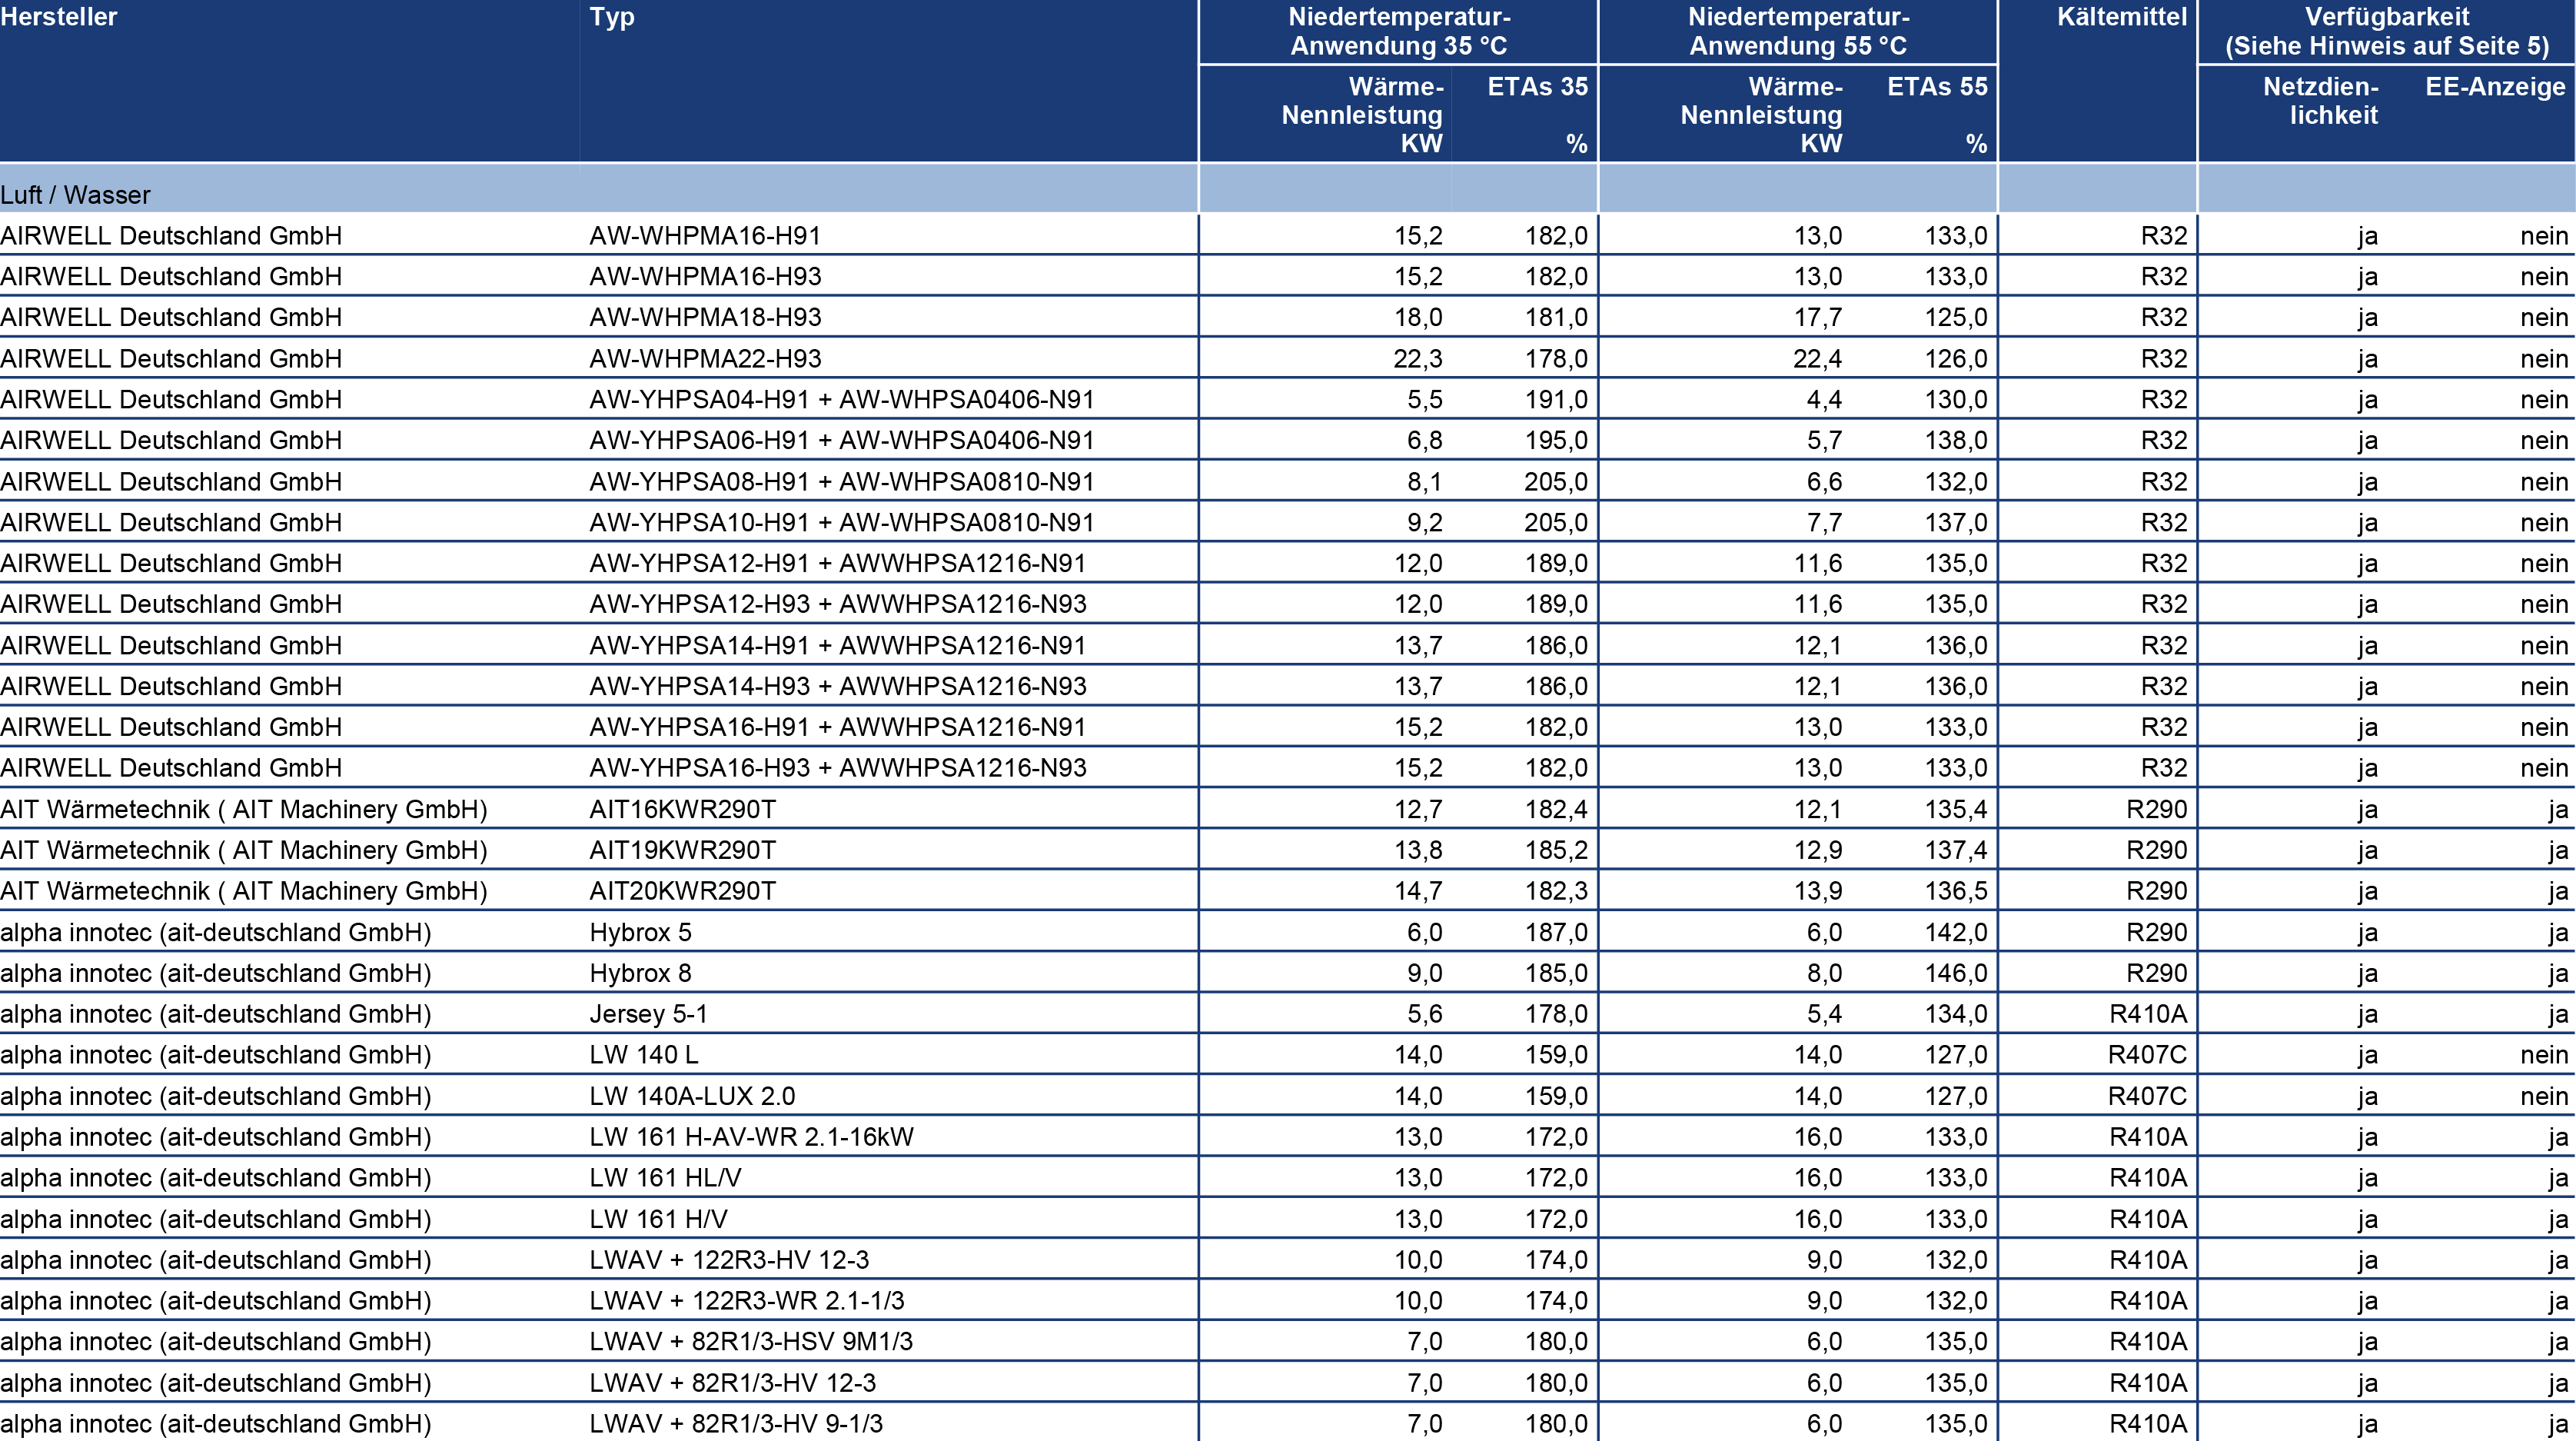 Hersteller Typ Niedertemperatur- Niedertemperatur- Kältemittel Verfügbarkeit
Anwendung 35 °C Anwendung 55 °C (Siehe Hinweis auf Seite 5)
Wärme- ETAs 35 Wärme- ETAs 55 Netzdien- EE-Anzeige
Nennleistung Nennleistung lichkeit
KW % KW %
Luft / Wasser
AIRWELL Deutschland GmbH AW-WHPMA16-H91 15,2 182,0 13,0 133,0 R32 ja nein
AIRWELL Deutschland GmbH AW-WHPMA16-H93 15,2 182,0 13,0 133,0 R32 ja nein
AIRWELL Deutschland GmbH AW-WHPMA18-H93 18,0 181,0 17,7 125,0 R32 ja nein
AIRWELL Deutschland GmbH AW-WHPMA22-H93 22,3 178,0 22,4 126,0 R32 ja nein
AIRWELL Deutschland GmbH AW-YHPSA04-H91 + AW-WHPSA0406-N91 5,5 191,0 4,4 130,0 R32 ja nein
AIRWELL Deutschland GmbH AW-YHPSA06-H91 + AW-WHPSA0406-N91 6,8 195,0 5,7 138,0 R32 ja nein
AIRWELL Deutschland GmbH AW-YHPSA08-H91 + AW-WHPSA0810-N91 8,1 205,0 6,6 132,0 R32 ja nein
AIRWELL Deutschland GmbH AW-YHPSA10-H91 + AW-WHPSA0810-N91 9,2 205,0 7,7 137,0 R32 ja nein
AIRWELL Deutschland GmbH AW-YHPSA12-H91 + AWWHPSA1216-N91 12,0 189,0 11,6 135,0 R32 ja nein
AIRWELL Deutschland GmbH AW-YHPSA12-H93 + AWWHPSA1216-N93 12,0 189,0 11,6 135,0 R32 ja nein
AIRWELL Deutschland GmbH AW-YHPSA14-H91 + AWWHPSA1216-N91 13,7 186,0 12,1 136,0 R32 ja nein
AIRWELL Deutschland GmbH AW-YHPSA14-H93 + AWWHPSA1216-N93 13,7 186,0 12,1 136,0 R32 ja nein
AIRWELL Deutschland GmbH AW-YHPSA16-H91 + AWWHPSA1216-N91 15,2 182,0 13,0 133,0 R32 ja nein
AIRWELL Deutschland GmbH AW-YHPSA16-H93 + AWWHPSA1216-N93 15,2 182,0 13,0 133,0 R32 ja nein
AIT Wärmetechnik ( AIT Machinery GmbH) AIT16KWR290T 12,7 182,4 12,1 135,4 R290 ja ja
AIT Wärmetechnik ( AIT Machinery GmbH) AIT19KWR290T 13,8 185,2 12,9 137,4 R290 ja ja
AIT Wärmetechnik ( AIT Machinery GmbH) AIT20KWR290T 14,7 182,3 13,9 136,5 R290 ja ja
alpha innotec (ait-deutschland GmbH) Hybrox 5 6,0 187,0 6,0 142,0 R290 ja ja
alpha innotec (ait-deutschland GmbH) Hybrox 8 9,0 185,0 8,0 146,0 R290 ja ja
alpha innotec (ait-deutschland GmbH) Jersey 5-1 5,6 178,0 5,4 134,0 R410A ja ja
alpha innotec (ait-deutschland GmbH) LW 140 L 14,0 159,0 14,0 127,0 R407C ja nein
alpha innotec (ait-deutschland GmbH) LW 140A-LUX 2.0 14,0 159,0 14,0 127,0 R407C ja nein
alpha innotec (ait-deutschland GmbH) LW 161 H-AV-WR 2.1-16kW 13,0 172,0 16,0 133,0 R410A ja ja
alpha innotec (ait-deutschland GmbH) LW 161 HL/V 13,0 172,0 16,0 133,0 R410A ja ja
alpha innotec (ait-deutschland GmbH) LW 161 H/V 13,0 172,0 16,0 133,0 R410A ja ja
alpha innotec (ait-deutschland GmbH) LWAV + 122R3-HV 12-3 10,0 174,0 9,0 132,0 R410A ja ja
alpha innotec (ait-deutschland GmbH) LWAV + 122R3-WR 2.1-1/3 10,0 174,0 9,0 132,0 R410A ja ja
alpha innotec (ait-deutschland GmbH) LWAV + 82R1/3-HSV 9M1/3 7,0 180,0 6,0 135,0 R410A ja ja
alpha innotec (ait-deutschland GmbH) LWAV + 82R1/3-HV 12-3 7,0 180,0 6,0 135,0 R410A ja ja
alpha innotec (ait-deutschland GmbH) LWAV + 82R1/3-HV 9-1/3 7,0 180,0 6,0 135,0 R410A ja ja